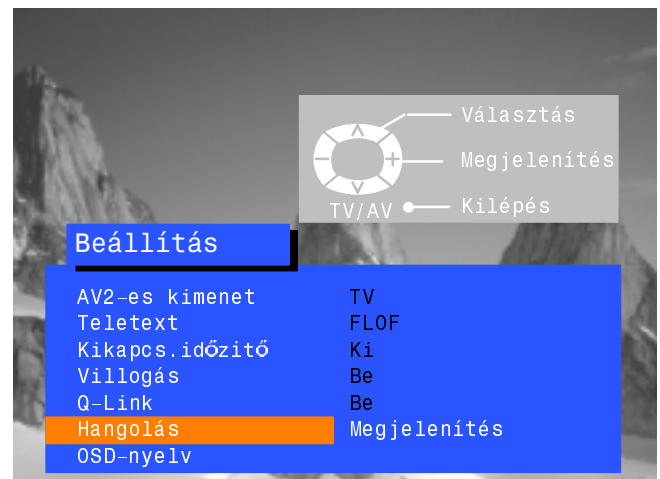 Választás
Megjelenítés
TV/AV Kilépés
Beállítás
AV2-es kimenet TV
Teletext FLOF
Kikapcs.időzitő Ki
Villogás Be
Q-Link Be
Hangolás Megjelenítés
OSD-nyelv